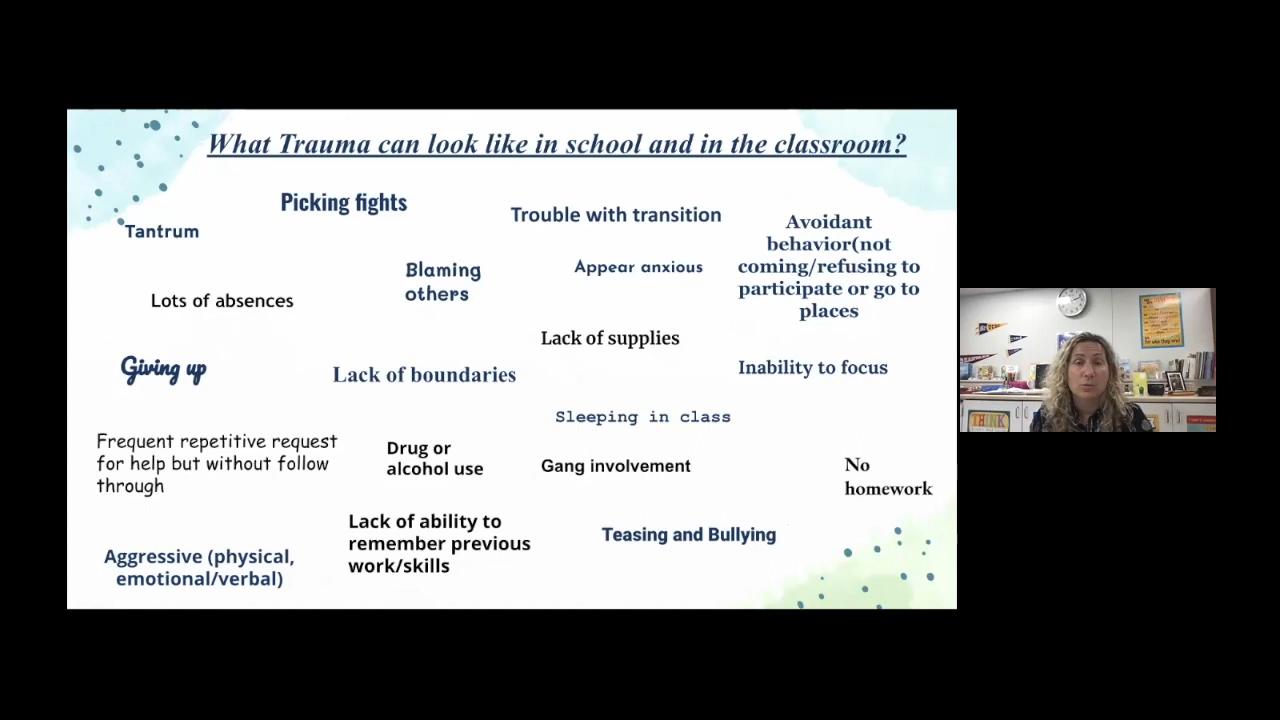 What Trauma can look like in school and in the classroom?
Picking fights
Trouble with transition
Tantrum
Avoidant
behavior(not
coming/refusing to
participate or go to
places
Blaming
others
Appear anxious
Lots of absences
Lack of supplies
Giving up
Lack of boundaries
Inability to focus
Sleeping in class
Frequent repetitive request
for help but without follow
through
Drug or
alcohol use
Gang involvement
No
homework
Lack of ability to
remember previous
work/skills
Teasing and Bullying
Aggressive (physical,
emotional/verbal)
THINK